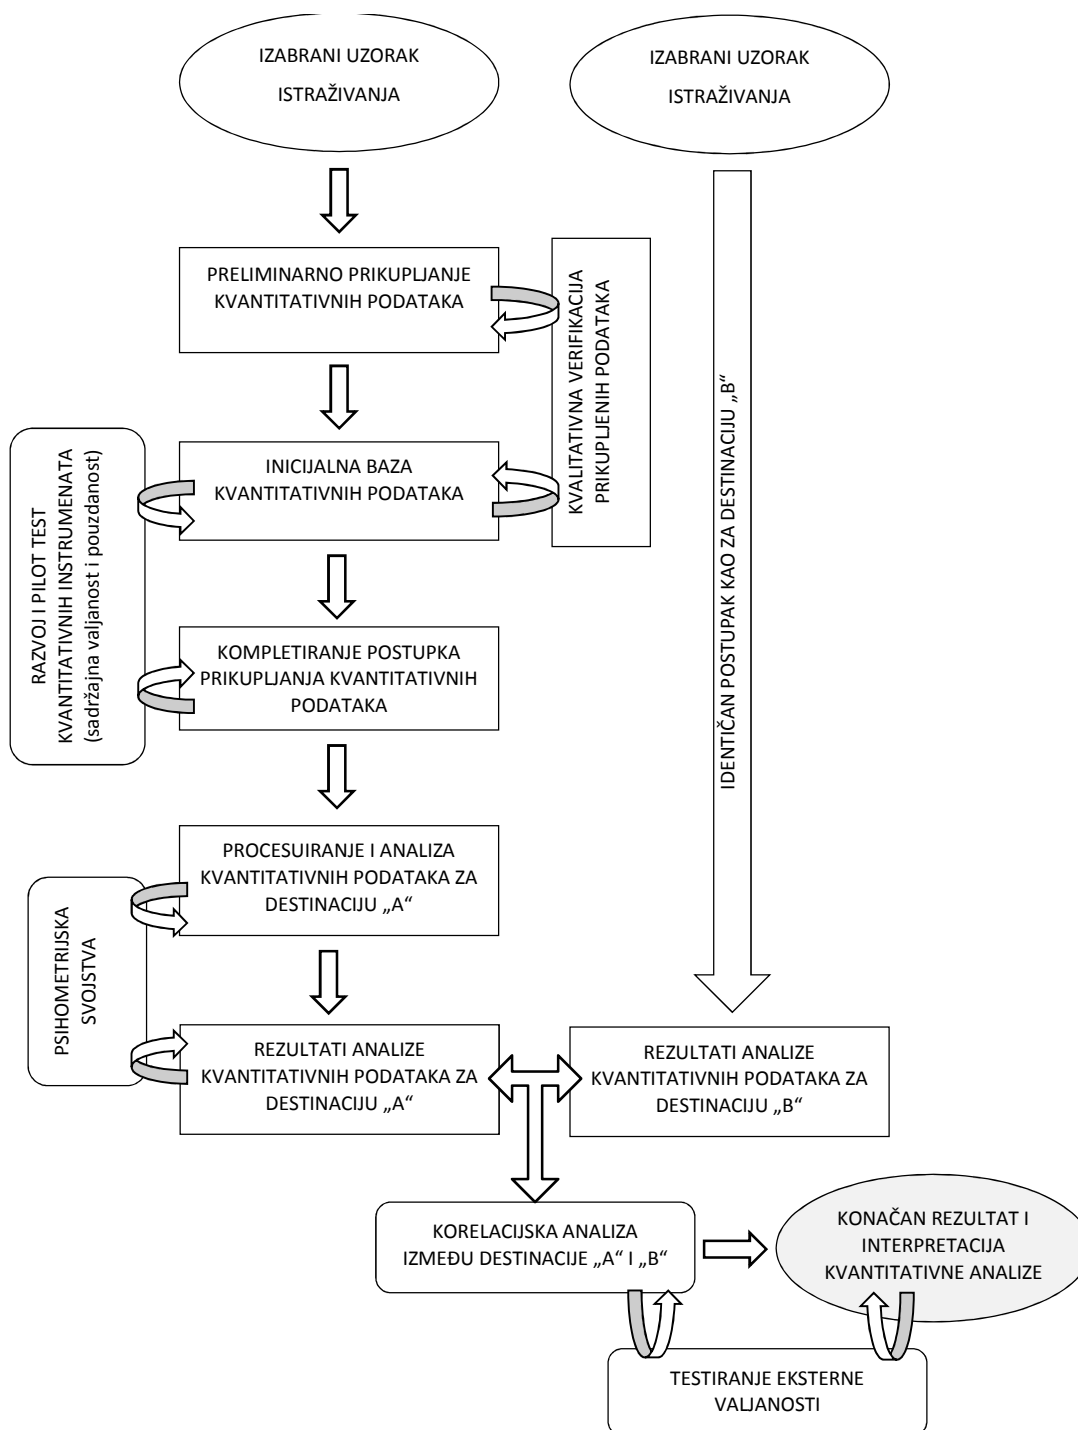 IZABRANI UZORAK
ISTRAŽIVANJA
IZABRANI UZORAK
ISTRAŽIVANJA
PRELIMINARNO PRIKUPLJANJE
KVANTITATIVNIH PODATAKA
KVALITATIVNA VERIFIKACIJA
PRIKUPLJENIH PODATAKA
INICIJALNA BAZA
KVANTITATIVNIH PODATAKA
RAZVOJ I PILOT TEST
KVANTITATIVNIH INSTRUMENATA
(sadržajna valjanost i pouzdanost)
IDENTIČAN POSTUPAK KAO ZA DESTINACIJU „B“
KOMPLETIRANJE POSTUPKA
PRIKUPLJANJA KVANTITATIVNIH
PODATAKA
PROCESUIRANJE I ANALIZA
KVANTITATIVNIH PODATAKA ZA
DESTINACIJU „A“
PSIHOMETRIJSKA
SVOJSTVA
REZULTATI ANALIZE
KVANTITATIVNIH PODATAKA ZA
DESTINACIJU „A“
REZULTATI ANALIZE
KVANTITATIVNIH PODATAKA ZA
DESTINACIJU „B“
KORELACIJSKA ANALIZA
IZMEĐU DESTINACIJE „A“ I „B“
KONAČAN REZULTAT I
INTERPRETACIJA
KVANTITATIVNE ANALIZE
TESTIRANJE EKSTERNE
VALJANOSTI